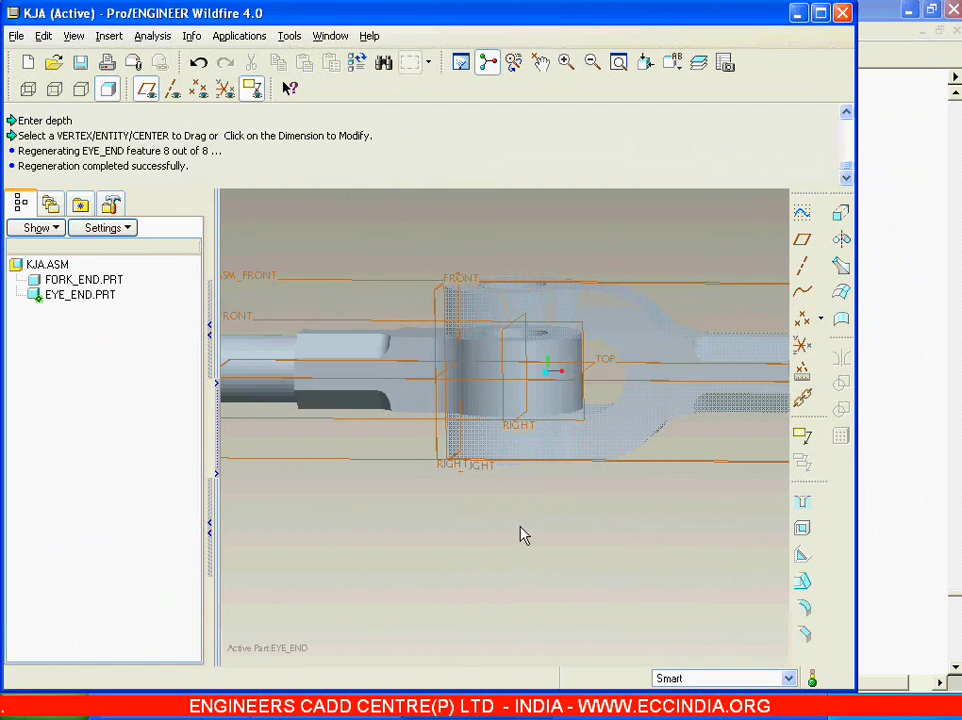 KJA (Active) - Pro/ENGINEER Wildfire 4.0
File Edit View Insert Analysis Info Applications Tools Window Help
Enter depth
Select a VERTEX/ENTITY/CENTER to Drag or Click on the Dimension to Modify.
Regenerating EYE_END feature 8 out of 8 ...
Regeneration completed successfully.
Show Settings
KJA.ASM
FORK_END.PRT
EYE_END.PRT
SM_FRONT
FRONT
RONT
TOP
RIGHT
RIGHT
IGHT
Active Part:EYE_END
Smart
ENGINEERS CADD CENTRE(P) LTD - INDIA - WWW.ECCINDIA.ORG